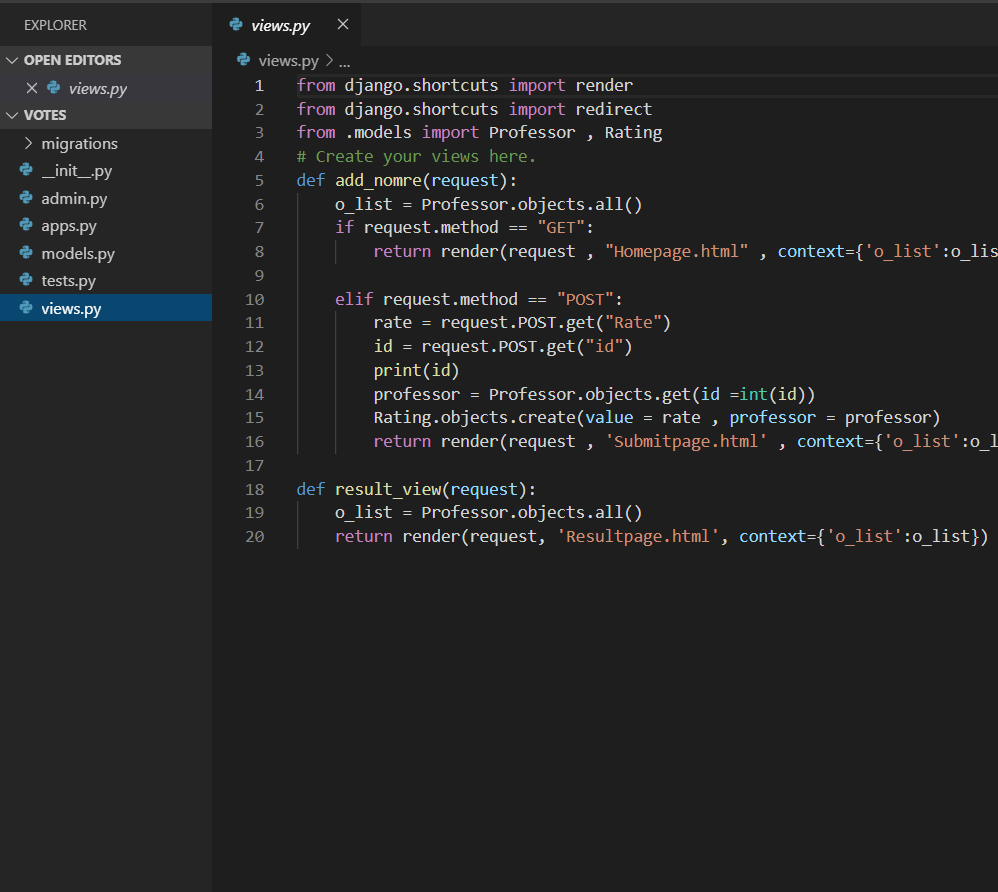 EXPLORER
OPEN EDITORS
views.py
VOTES
migrations
__init__.py
admin.py
apps.py
models.py
tests.py
views.py
views.py
views.py > ...
1 from django.shortcuts import render
2 from django.shortcuts import redirect
3 from .models import Professor , Rating
4 # Create your views here.
5 def add_nomre(request):
6     o_list = Professor.objects.all()
7     if request.method == "GET":
8         return render(request , "Homepage.html" , context={'o_list':o_lis
9
10     elif request.method == "POST":
11         rate = request.POST.get("Rate")
12         id = request.POST.get("id")
13         print(id)
14         professor = Professor.objects.get(id =int(id))
15         Rating.objects.create(value = rate , professor = professor)
16         return render(request , 'Submitpage.html' , context={'o_list':o_l
17
18 def result_view(request):
19     o_list = Professor.objects.all()
20     return render(request, 'Resultpage.html', context={'o_list':o_list})